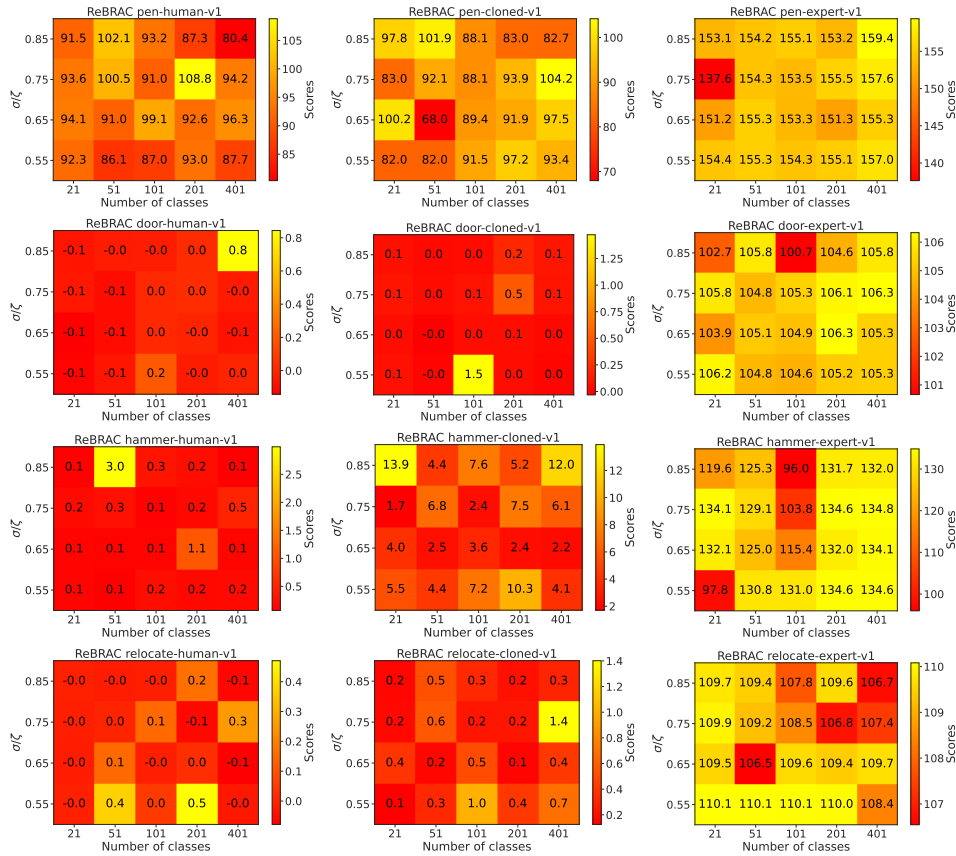 ReBRAC pen-human-v1
0.85 91.5 102.1 93.2 87.3 80.4
0.75 93.6 100.5 91.0 108.8 94.2
0.65 94.1 91.0 99.1 92.6 96.3
0.55 92.3 86.1 87.0 93.0 87.7
21 51 101 201 401
Number of classes
σ/ζ
105
100
95
90
85
Scores
ReBRAC pen-cloned-v1
97.8 101.9 88.1 83.0 82.7
83.0 92.1 88.1 93.9 104.2
100.2 68.0 89.4 91.9 97.5
82.0 82.0 91.5 97.2 93.4
21 51 101 201 401
Number of classes
100
90
80
70
Scores
ReBRAC pen-expert-v1
153.1 154.2 155.1 153.2 159.4
137.6 154.3 153.5 155.5 157.6
151.2 155.3 153.3 151.3 155.3
154.4 155.3 154.3 155.1 157.0
21 51 101 201 401
Number of classes
155
150
145
140
Scores
ReBRAC door-human-v1
0.85 -0.1 -0.0 -0.0 0.0 0.8
0.75 -0.1 -0.1 0.0 0.0 -0.0
0.65 -0.1 -0.1 0.0 -0.0 -0.1
0.55 -0.1 -0.1 0.2 -0.0 0.0
21 51 101 201 401
Number of classes
σ/ζ
0.8
0.6
0.4
0.2
0.0
Scores
ReBRAC door-cloned-v1
0.85 0.1 0.0 0.0 0.2 0.1
0.75 0.1 0.0 0.1 0.5 0.1
0.65 0.0 -0.0 0.0 0.1 0.0
0.55 0.1 -0.0 1.5 0.0 0.0
21 51 101 201 401
Number of classes
σ/ζ
1.25
1.00
0.75
0.50
0.25
0.00
Scores
ReBRAC door-expert-v1
0.85 102.7 105.8 100.7 104.6 105.8
0.75 105.8 104.8 105.3 106.1 106.3
0.65 103.9 105.1 104.9 106.3 105.3
0.55 106.2 104.8 104.6 105.2 105.3
21 51 101 201 401
Number of classes
σ/ζ
106
105
104
103
102
101
Scores
ReBRAC hammer-human-v1
0.85 0.1 3.0 0.3 0.2 0.1
0.75 0.2 0.3 0.1 0.2 0.5
0.65 0.1 0.1 0.1 1.1 0.1
0.55 0.1 0.1 0.2 0.2 0.2
21 51 101 201 401
Number of classes
σ/ζ
2.5
2.0
1.5
1.0
0.5
Scores
ReBRAC hammer-cloned-v1
0.85 13.9 4.4 7.6 5.2 12.0
0.75 1.7 6.8 2.4 7.5 6.1
0.65 4.0 2.5 3.6 2.4 2.2
0.55 5.5 4.4 7.2 10.3 4.1
21 51 101 201 401
Number of classes
σ/ζ
12
10
8
6
4
2
Scores
ReBRAC hammer-expert-v1
0.85 119.6 125.3 96.0 131.7 132.0
0.75 134.1 129.1 103.8 134.6 134.8
0.65 132.1 125.0 115.4 132.0 134.1
0.55 97.8 130.8 131.0 134.6 134.6
21 51 101 201 401
Number of classes
σ/ζ
130
120
110
100
Scores
ReBRAC relocate-human-v1
0.85 -0.0 -0.0 -0.0 0.2 -0.1
0.75 -0.0 0.0 0.1 -0.1 0.3
0.65 -0.0 0.1 -0.0 0.0 -0.1
0.55 -0.0 0.4 0.0 0.5 -0.0
21 51 101 201 401
Number of classes
σ/ζ
0.4
0.3
0.2
0.1
0.0
Scores
ReBRAC relocate-cloned-v1
0.85 0.2 0.5 0.3 0.2 0.3
0.75 0.2 0.6 0.2 0.2 1.4
0.65 0.4 0.2 0.5 0.1 0.4
0.55 0.1 0.3 1.0 0.4 0.7
21 51 101 201 401
Number of classes
σ/ζ
1.4
1.2
1.0
0.8
0.6
0.4
0.2
Scores
ReBRAC relocate-expert-v1
0.85 109.7 109.4 107.8 109.6 106.7
0.75 109.9 109.2 108.5 106.8 107.4
0.65 109.5 106.5 109.6 109.4 109.7
0.55 110.1 110.1 110.1 110.0 108.4
21 51 101 201 401
Number of classes
σ/ζ
110
109
108
107
Scores